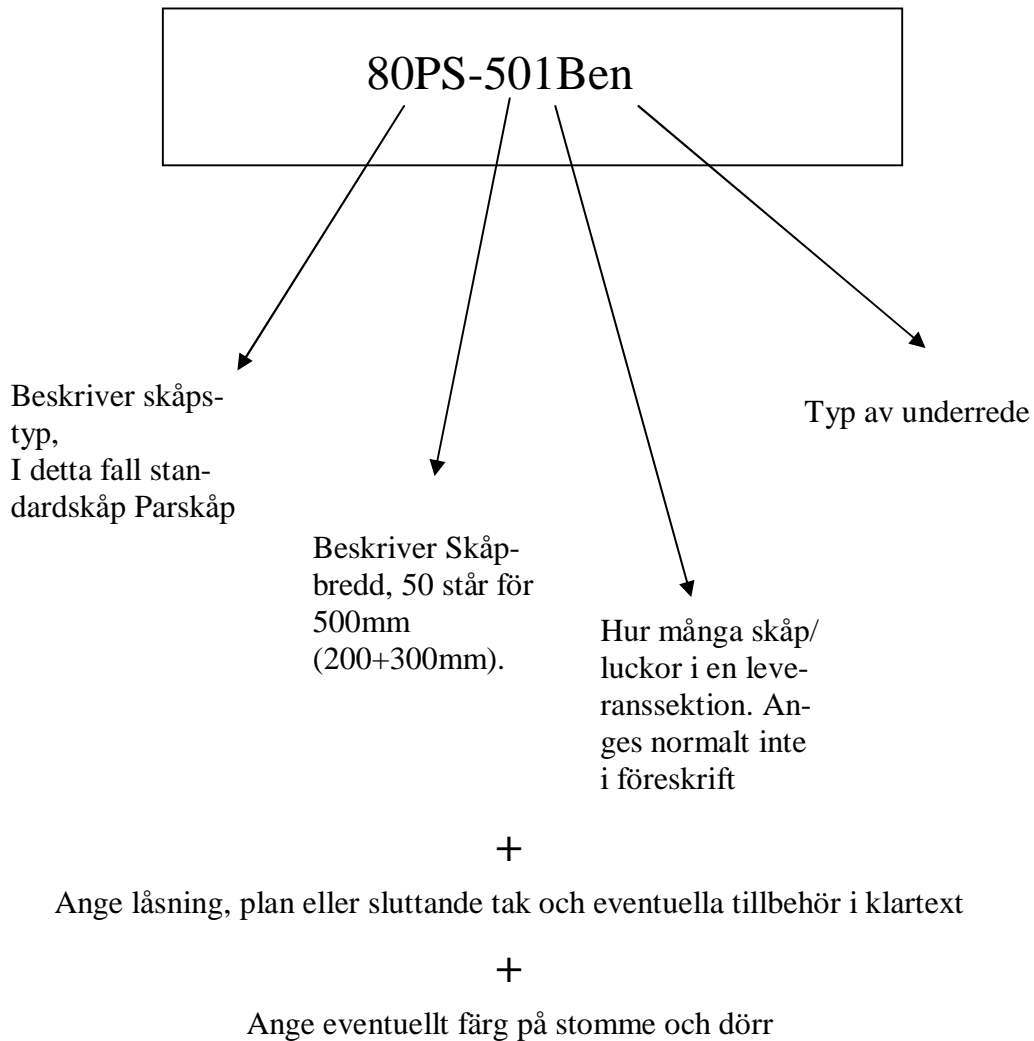 80PS-501Ben
Beskriver skåps-
typ,
I detta fall stan-
dardskåp Parskåp
Beskriver Skåp-
bredd, 50 står för
500mm
(200+300mm).
Hur många skåp/
luckor i en leve-
ranssektion. An-
ges normalt inte
i föreskrift
Typ av underrede
+
Ange låsning, plan eller sluttande tak och eventuella tillbehör i klartext
+
Ange eventuellt färg på stomme och dörr